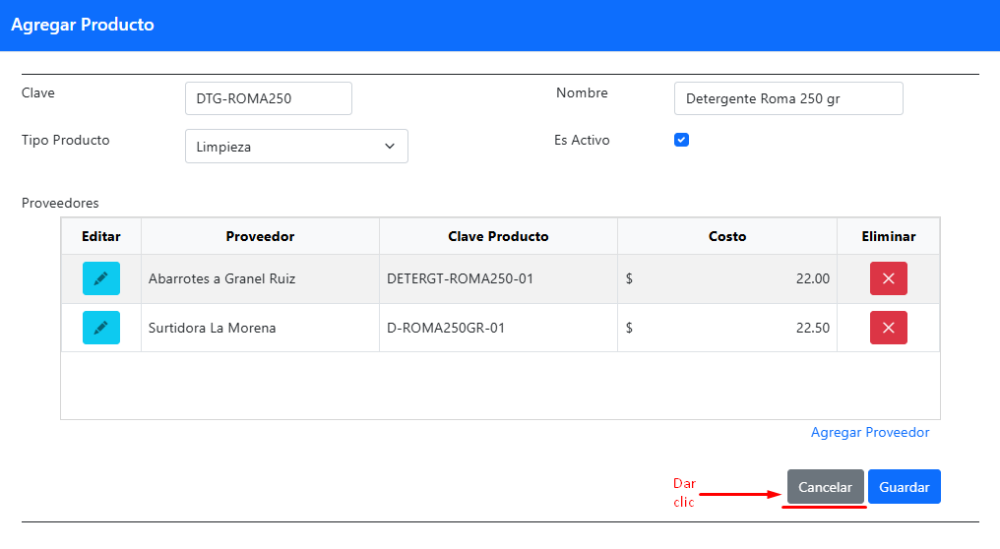 Agregar Producto
Clave DTG-ROMA250 Nombre Detergente Roma 250 gr
Tipo Producto Limpieza Es Activo
Proveedores
Editar Proveedor Clave Producto Costo Eliminar
Abarrotes a Granel Ruiz DETERGT-ROMA250-01 $ 22.00
Surtidora La Morena D-ROMA250GR-01 $ 22.50
Agregar Proveedor
Dar
clic
Cancelar Guardar